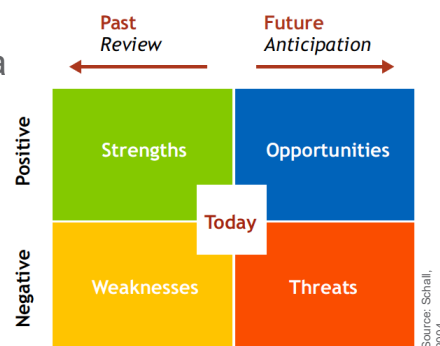 Past
Review
Future
Anticipation
a
Positive
Strengths
Opportunities
Today
Negative
Weaknesses
Threats
Source: Schall,